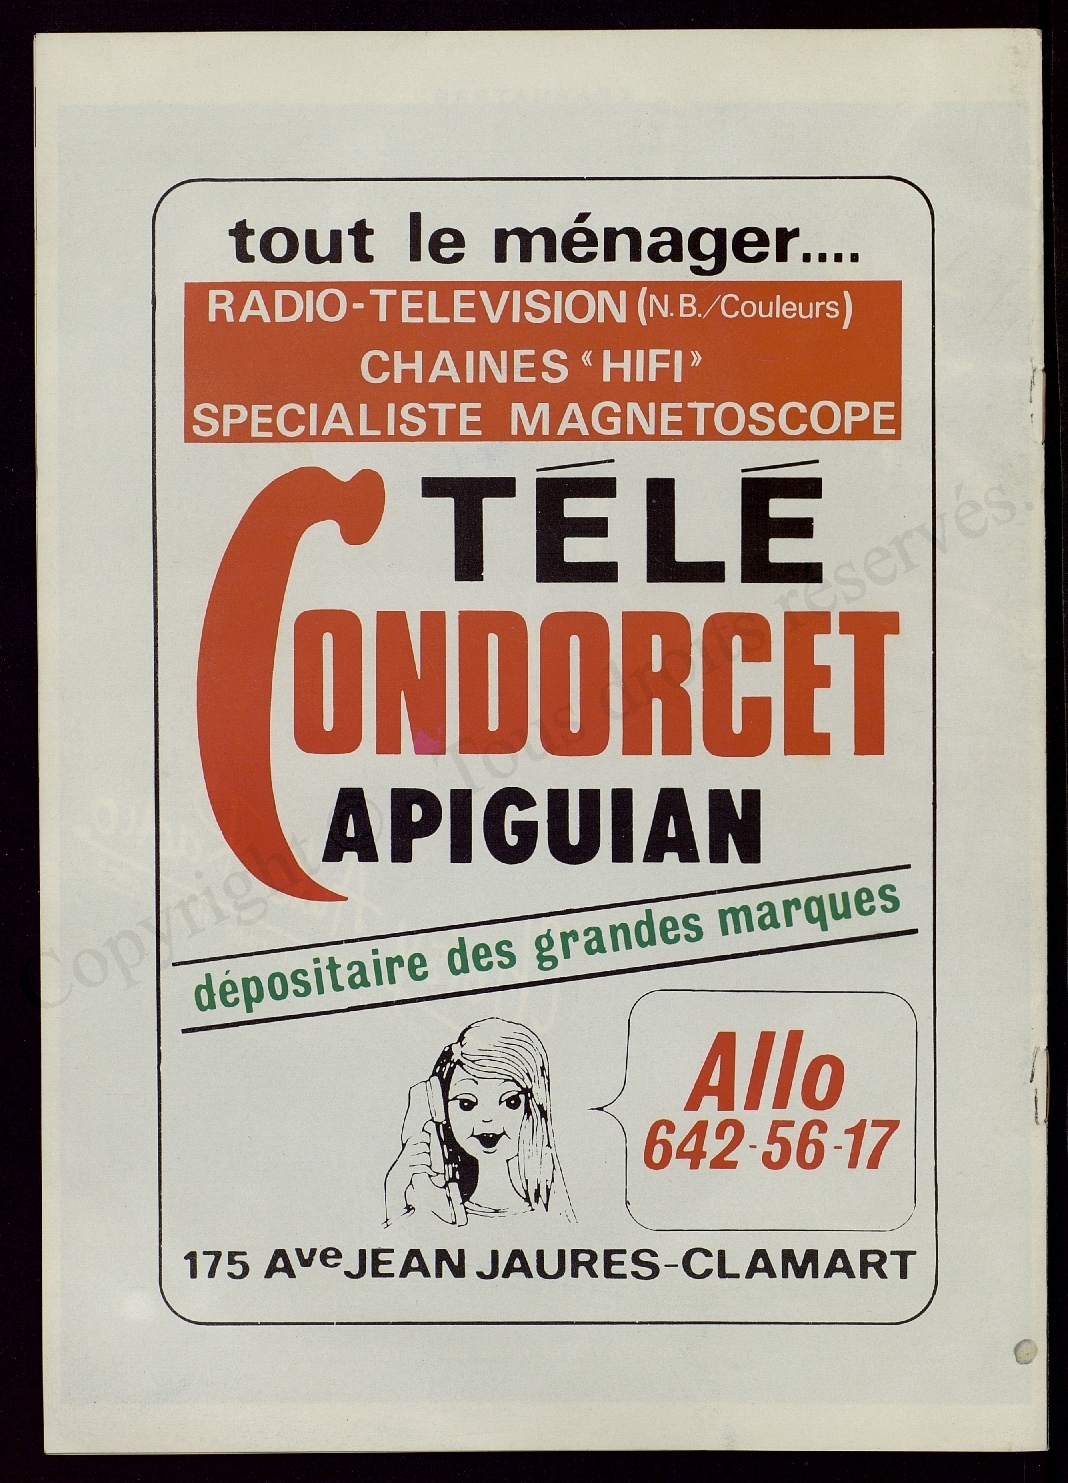 tout le ménager....
RADIO-TELEVISION (N.B./Couleurs)
CHAINES « HIFI »
SPECIALISTE MAGNETOSCOPE
TÉLÉ
CONDORCET
APIGUIAN
dépositaire des grandes marques
Allo
642-56-17
175 Ave JEAN JAURES-CLAMART
Copyright © Tous droits réservés.